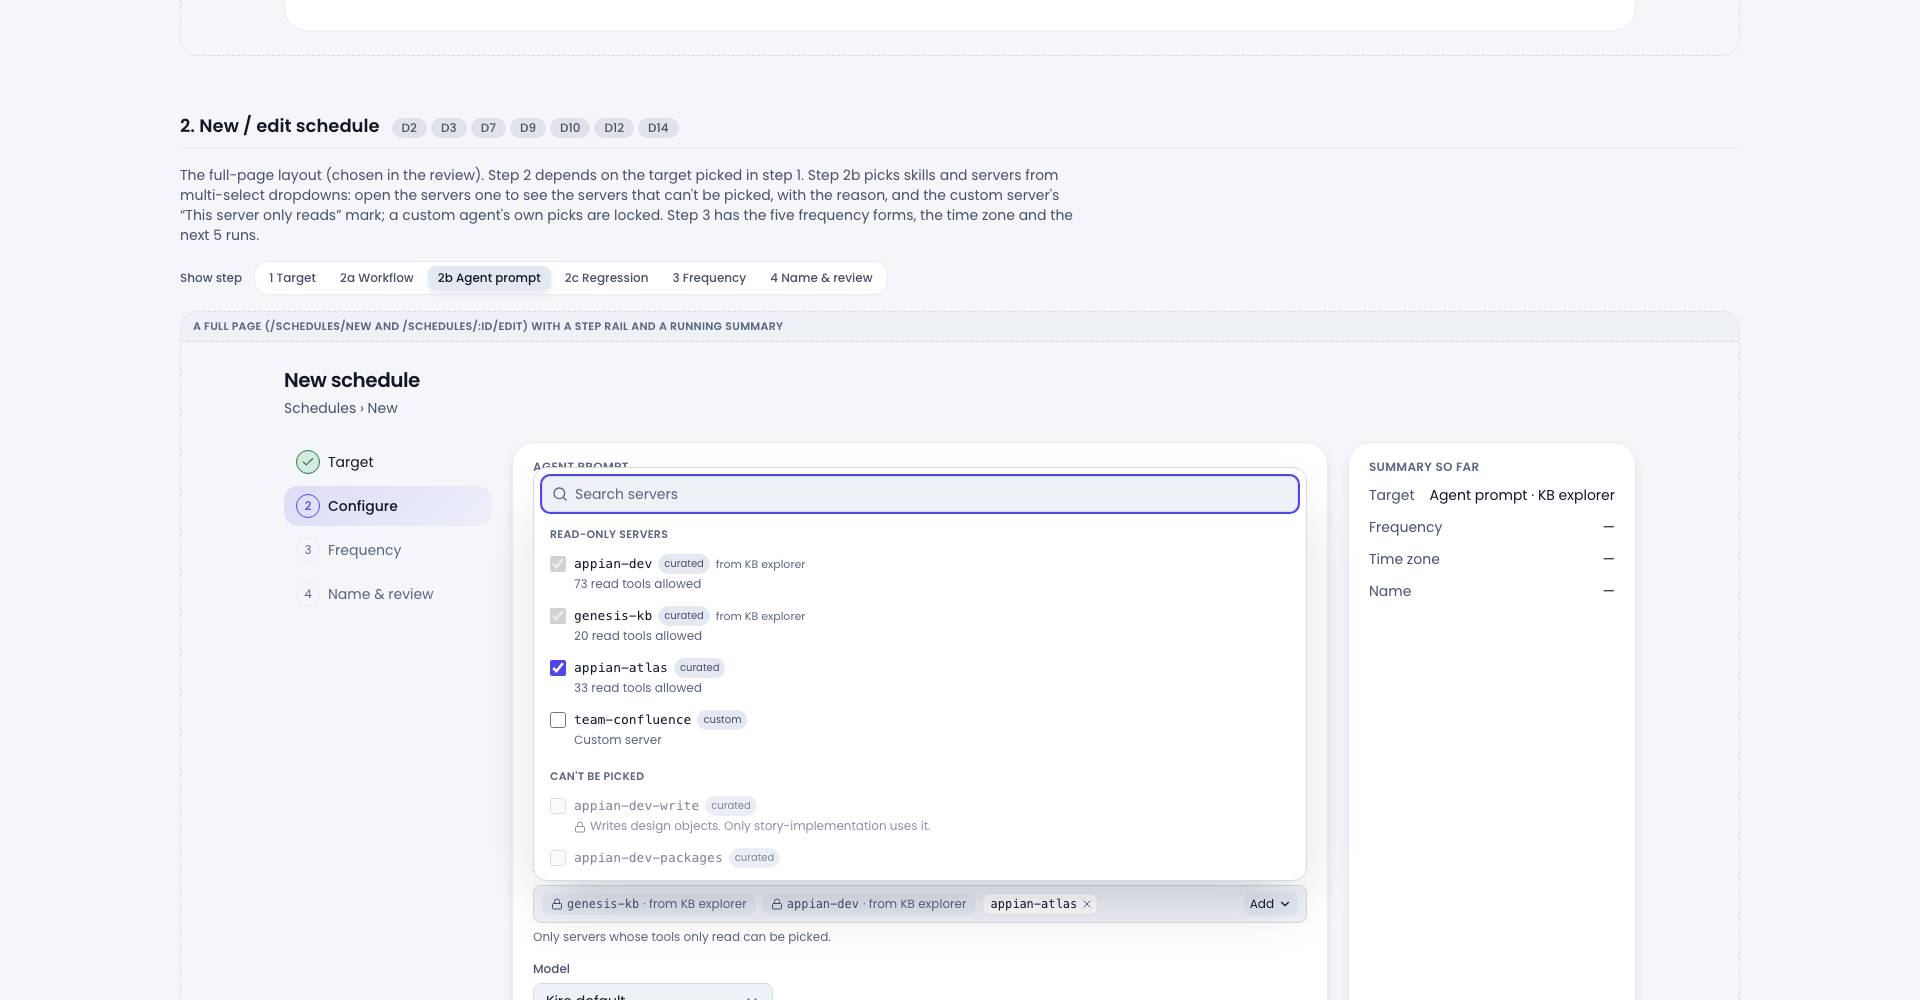 2. New / edit schedule D2 D3 D7 D9 D10 D12 D14
The full-page layout (chosen in the review). Step 2 depends on the target picked in step 1. Step 2b picks skills and servers from
multi-select dropdowns: open the servers one to see the servers that can't be picked, with the reason, and the custom server's
“This server only reads” mark; a custom agent's own picks are locked. Step 3 has the five frequency forms, the time zone and the
next 5 runs.
Show step 1 Target 2a Workflow 2b Agent prompt 2c Regression 3 Frequency 4 Name & review
A FULL PAGE (/SCHEDULES/NEW AND /SCHEDULES/:ID/EDIT) WITH A STEP RAIL AND A RUNNING SUMMARY
New schedule
Schedules › New
Target
2 Configure
3 Frequency
4 Name & review
AGENT PROMPT
Search servers
READ-ONLY SERVERS
appian-dev curated from KB explorer
73 read tools allowed
genesis-kb curated from KB explorer
20 read tools allowed
appian-atlas curated
33 read tools allowed
team-confluence custom
Custom server
CAN'T BE PICKED
appian-dev-write curated
Writes design objects. Only story-implementation uses it.
appian-dev-packages curated
genesis-kb · from KB explorer appian-dev · from KB explorer appian-atlas × Add
Only servers whose tools only read can be picked.
Model
Kiro default
SUMMARY SO FAR
Target Agent prompt · KB explorer
Frequency —
Time zone —
Name —